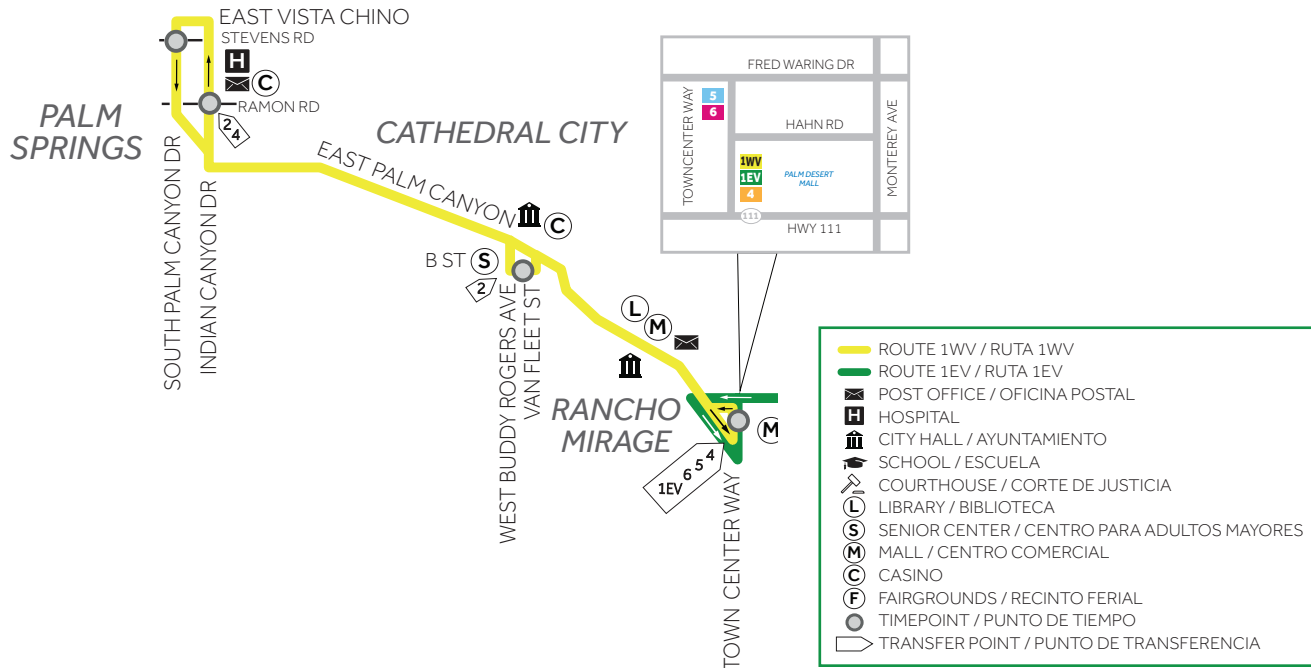 EAST VISTA CHINO
STEVENS RD
H
C
RAMON RD
2
4
PALM
SPRINGS
CATHEDRAL CITY
EAST PALM CANYON
SOUTH PALM CANYON DR
INDIAN CANYON DR
C
B ST
S
2
WEST BUDDY ROGERS AVE
VAN FLEET ST
L
M
RANCHO
MIRAGE
M
1EV 6 5 4
TOWN CENTER WAY
FRED WARING DR
TOWNCENTER WAY
5
6
HAHN RD
MONTEREY AVE
1WV
1EV
4
PALM DESERT
MALL
111
HWY 111
ROUTE 1WV / RUTA 1WV
ROUTE 1EV / RUTA 1EV
POST OFFICE / OFICINA POSTAL
H HOSPITAL
CITY HALL / AYUNTAMIENTO
SCHOOL / ESCUELA
COURTHOUSE / CORTE DE JUSTICIA
L LIBRARY / BIBLIOTECA
S SENIOR CENTER / CENTRO PARA ADULTOS MAYORES
M MALL / CENTRO COMERCIAL
C CASINO
F FAIRGROUNDS / RECINTO FERIAL
TIMEPOINT / PUNTO DE TIEMPO
TRANSFER POINT / PUNTO DE TRANSFERENCIA